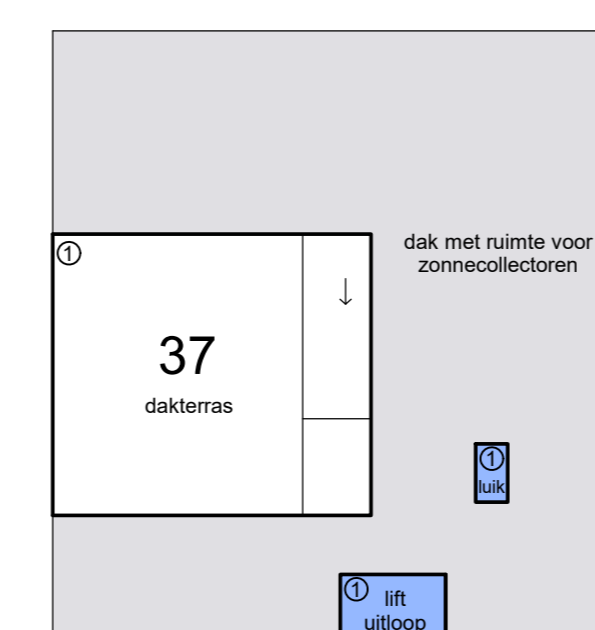 dak met ruimte voor
zonnecollectoren
①
↓
37
dakterras
①
luik
①
lift
uitloop